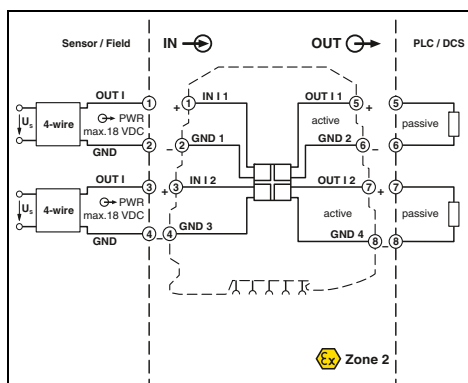 Sensor / Field
IN
OUT
PLC / DCS
OUT I
1
1
+
IN I 1
OUT I 1
5
+
5
Us
4-wire
PWR
max.18 VDC
active
passive
GND
2
–
2
GND 1
GND 2
6
–
6
OUT I
3
+
3
IN I 2
OUT I 2
7
+
7
Us
4-wire
PWR
max.18 VDC
active
passive
GND
4
–
4
GND 3
GND 4
8
–
8
Ex
Zone 2